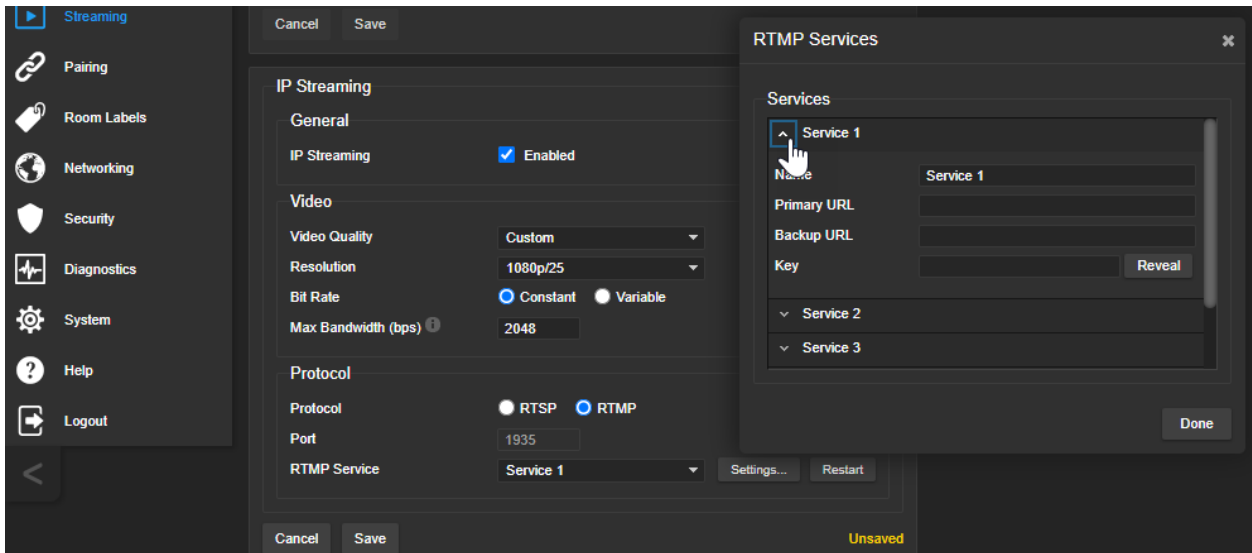 Streaming
Pairing
Room Labels
Networking
Security
Diagnostics
System
Help
Logout
Cancel Save
IP Streaming
General
IP Streaming Enabled
Video
Video Quality Custom
Resolution 1080p/25
Bit Rate Constant Variable
Max Bandwidth (bps) 2048
Protocol
Protocol RTSP RTMP
Port 1935
RTMP Service Service 1 Settings... Restart
Cancel Save Unsaved
RTMP Services
Services
Service 1
Name Service 1
Primary URL
Backup URL
Key Reveal
Service 2
Service 3
Done